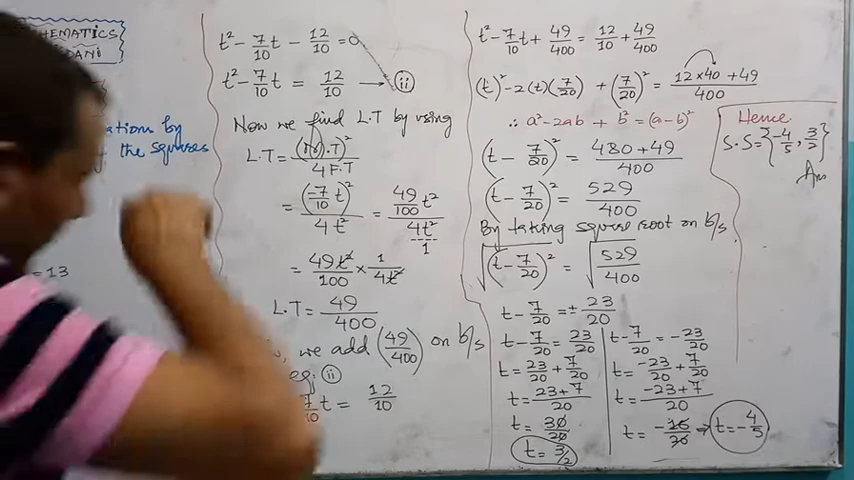 THEMATICS
DANI
ations by
the squares
= 13
t² - 7/10 t - 12/10 = 0
t² - 7/10 t = 12/10 → (ii)
Now we find L.T by using
L.T = (M.T)²/4F.T
= (-7/10 t)²/4t² = 49/100 t²/4t²/1
= 49t²/100 × 1/4t²
L.T = 49/400
, we add (49/400) on b/s
eq: (ii)
7/10 t = 12/10
t² - 7/10 t + 49/400 = 12/10 + 49/400
(t)² - 2(t)(7/20) + (7/20)² = 12×40 + 49/400
∴ a² - 2ab + b² = (a-b)²
(t - 7/20)² = 480+49/400
(t - 7/20)² = 529/400
By taking square root on b/s.
√(t - 7/20)² = √529/400
t - 7/20 = ± 23/20
t - 7/20 = 23/20
t = 23/20 + 7/20
t = 23+7/20
t = 30/20
t = 3/2
t - 7/20 = -23/20
t = -23/20 + 7/20
t = -23+7/20
t = -16/20 → t = -4/5
Hence
S.S = {-4/5, 3/2}
Ans